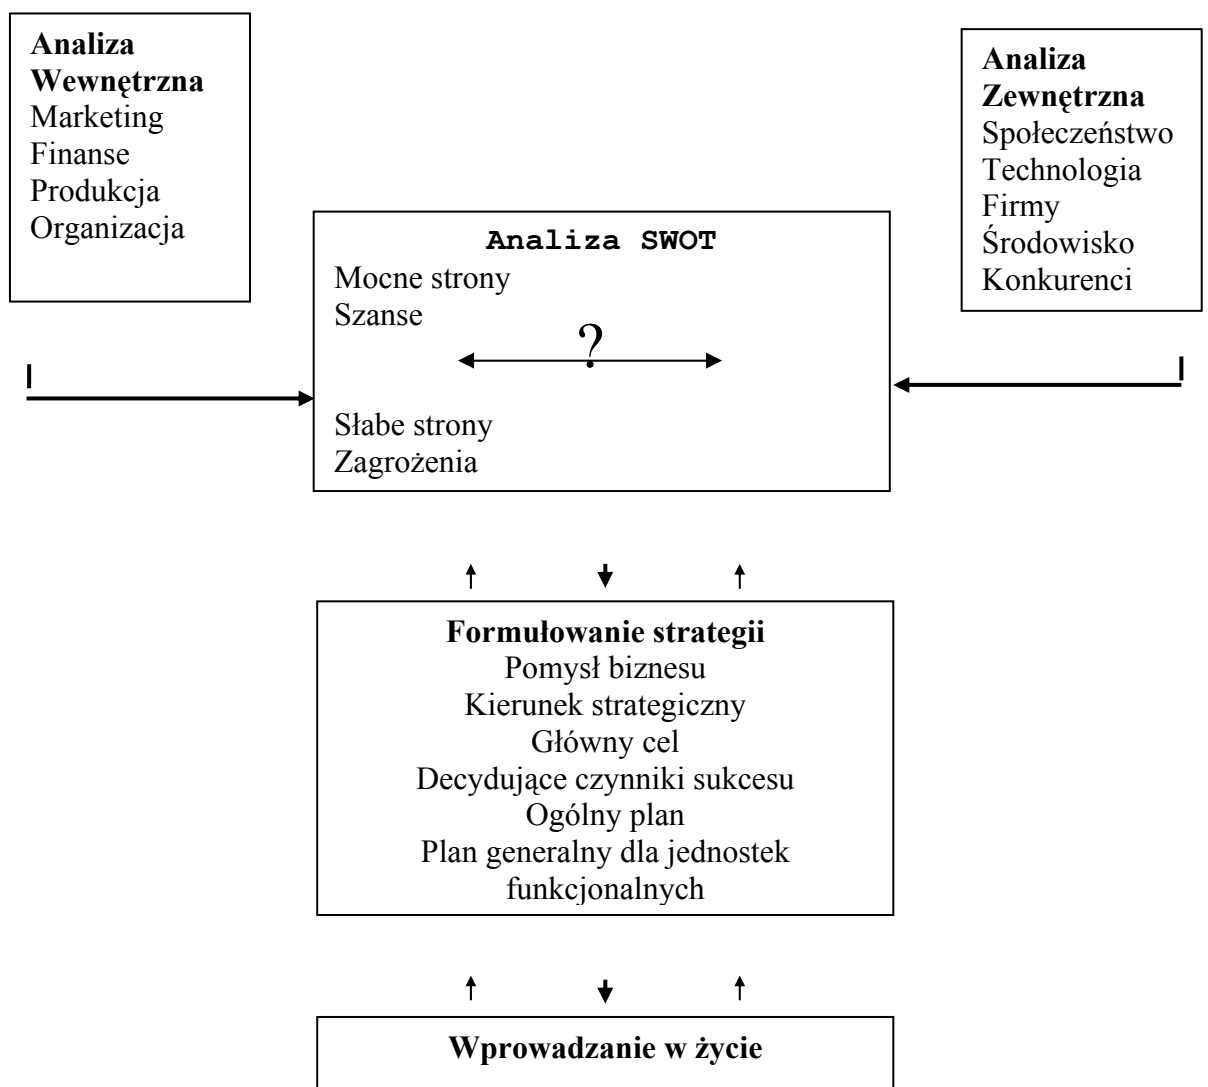 Analiza
Wewnętrzna
Marketing
Finanse
Produkcja
Organizacja
Analiza
Zewnętrzna
Społeczeństwo
Technologia
Firmy
Środowisko
Konkurenci
Analiza SWOT
Mocne strony
Szanse
?
Słabe strony
Zagrożenia
Formułowanie strategii
Pomysł biznesu
Kierunek strategiczny
Główny cel
Decydujące czynniki sukcesu
Ogólny plan
Plan generalny dla jednostek
funkcjonalnych
Wprowadzanie w życie